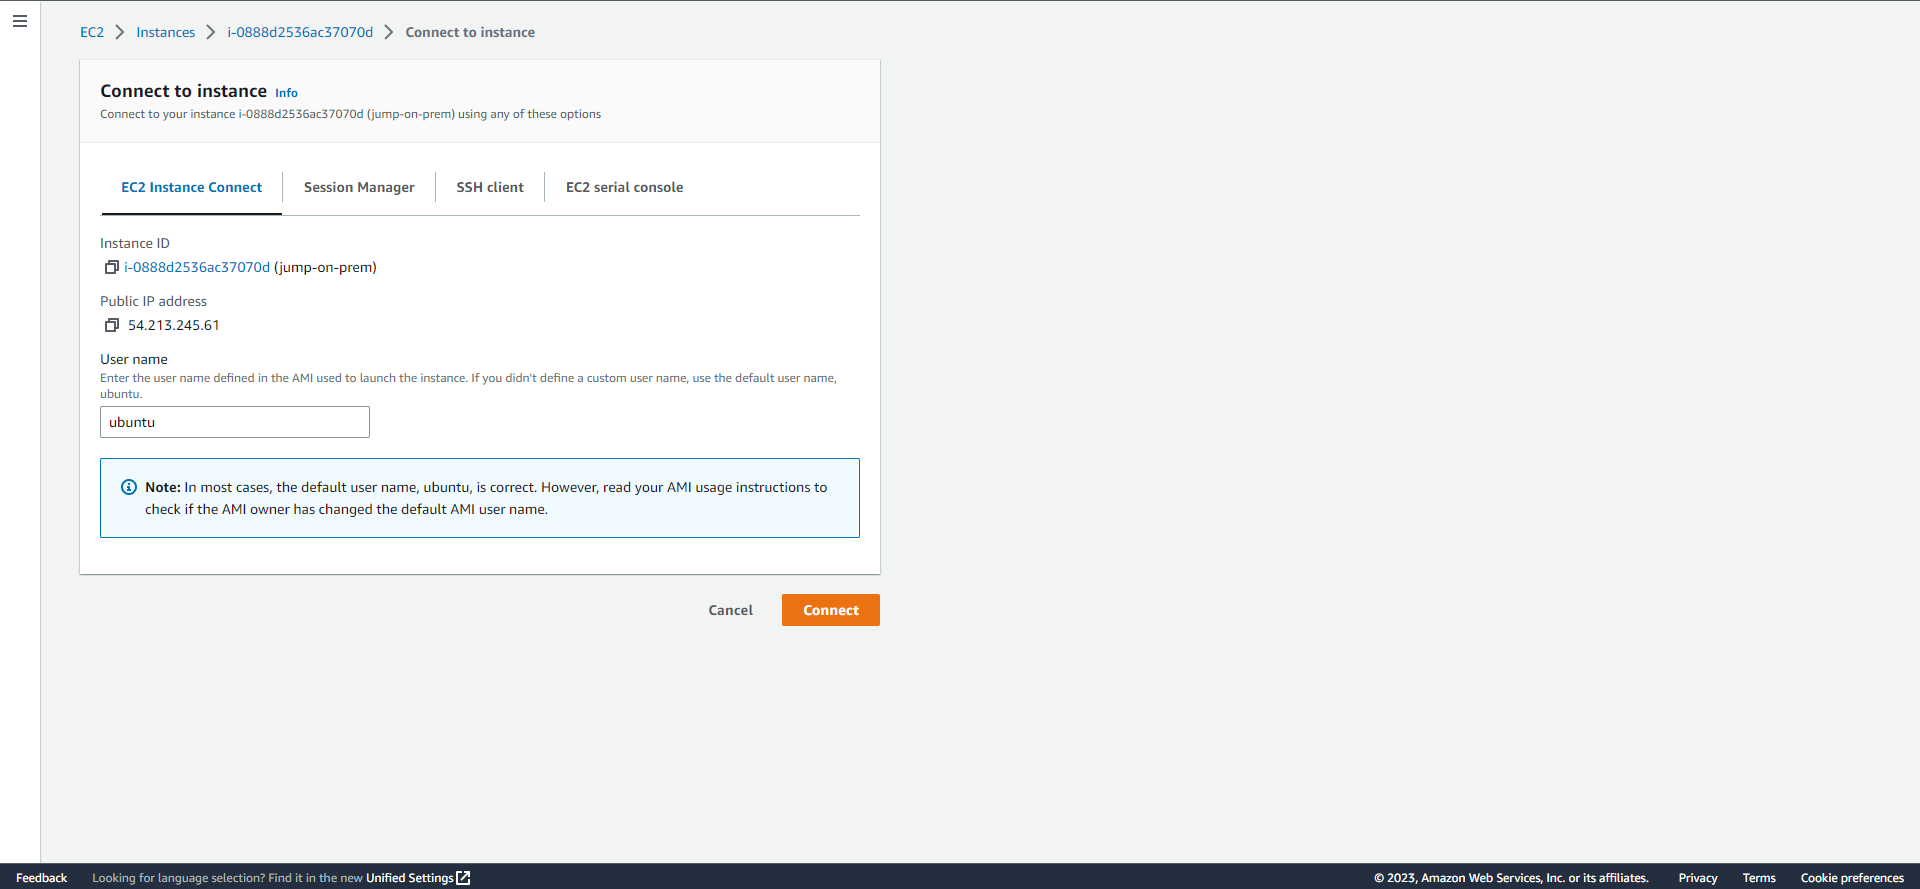 EC2 > Instances > i-0888d2536ac37070d > Connect to instance
Connect to instance Info
Connect to your instance i-0888d2536ac37070d (jump-on-prem) using any of these options
EC2 Instance Connect Session Manager SSH client EC2 serial console
Instance ID
i-0888d2536ac37070d (jump-on-prem)
Public IP address
54.213.245.61
User name
Enter the user name defined in the AMI used to launch the instance. If you didn't define a custom user name, use the default user name,
ubuntu.
ubuntu
Note: In most cases, the default user name, ubuntu, is correct. However, read your AMI usage instructions to
check if the AMI owner has changed the default AMI user name.
Cancel Connect
Feedback Looking for language selection? Find it in the new Unified Settings © 2023, Amazon Web Services, Inc. or its affiliates. Privacy Terms Cookie preferences